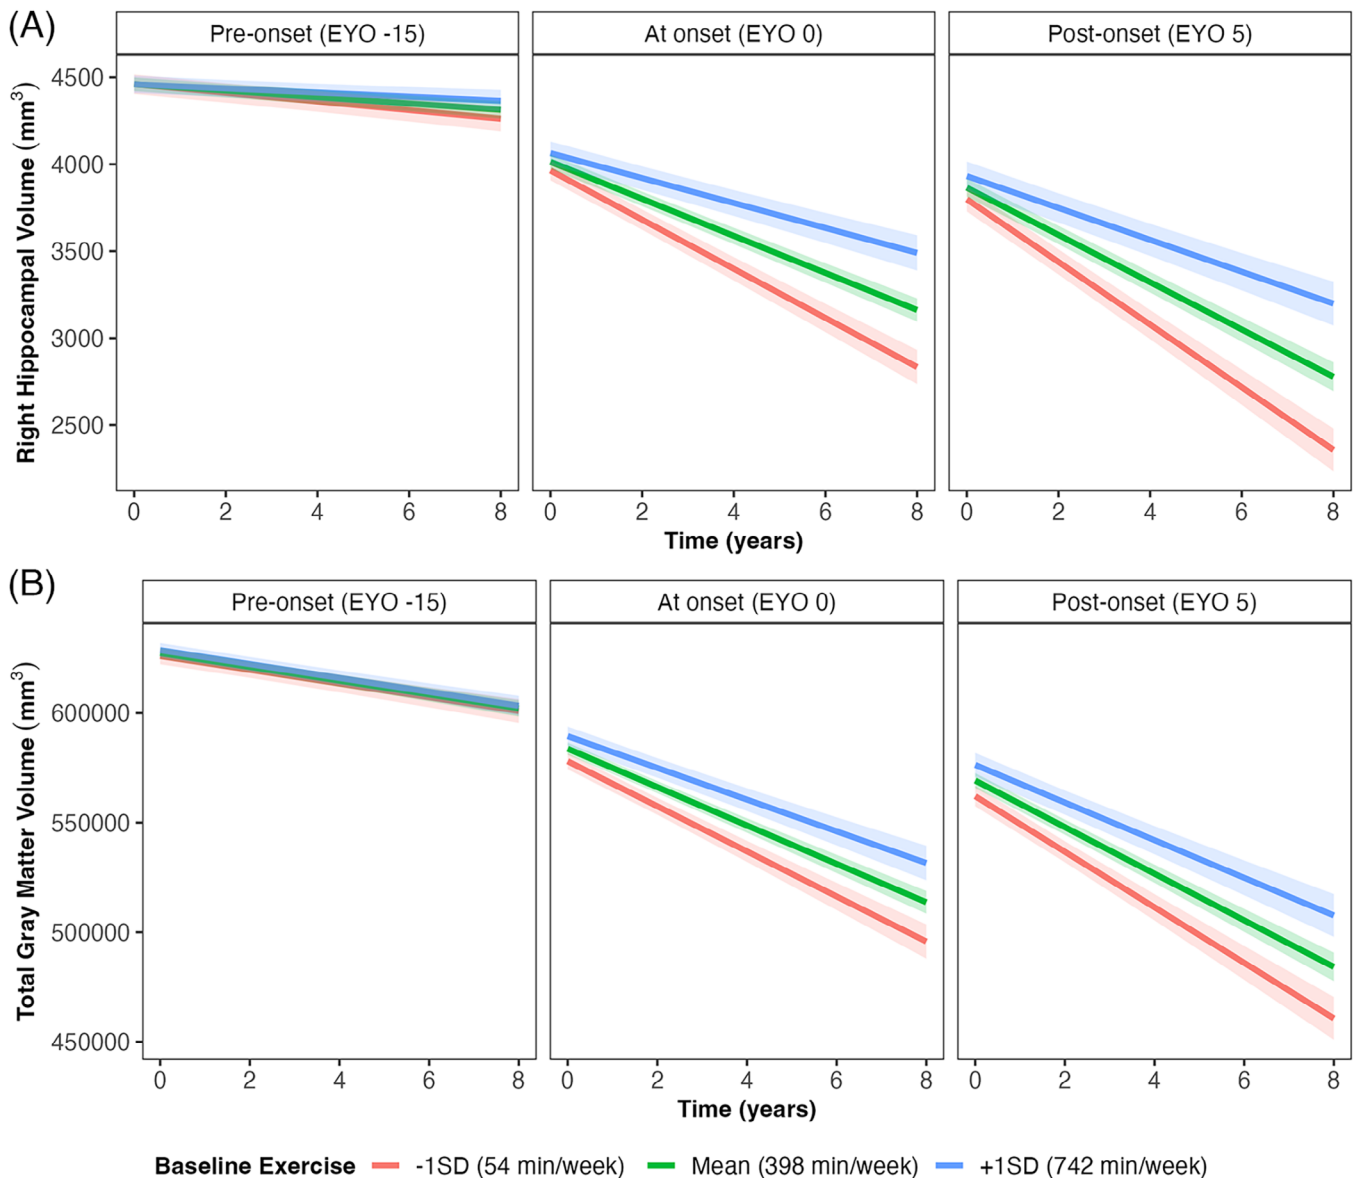 (A)
Pre-onset (EYO -15) At onset (EYO 0) Post-onset (EYO 5)
Right Hippocampal Volume (mm³)
4500
4000
3500
3000
2500
0 2 4 6 8 0 2 4 6 8 0 2 4 6 8
Time (years)
(B)
Pre-onset (EYO -15) At onset (EYO 0) Post-onset (EYO 5)
Total Gray Matter Volume (mm³)
600000
550000
500000
450000
0 2 4 6 8 0 2 4 6 8 0 2 4 6 8
Time (years)
Baseline Exercise -1SD (54 min/week) Mean (398 min/week) +1SD (742 min/week)